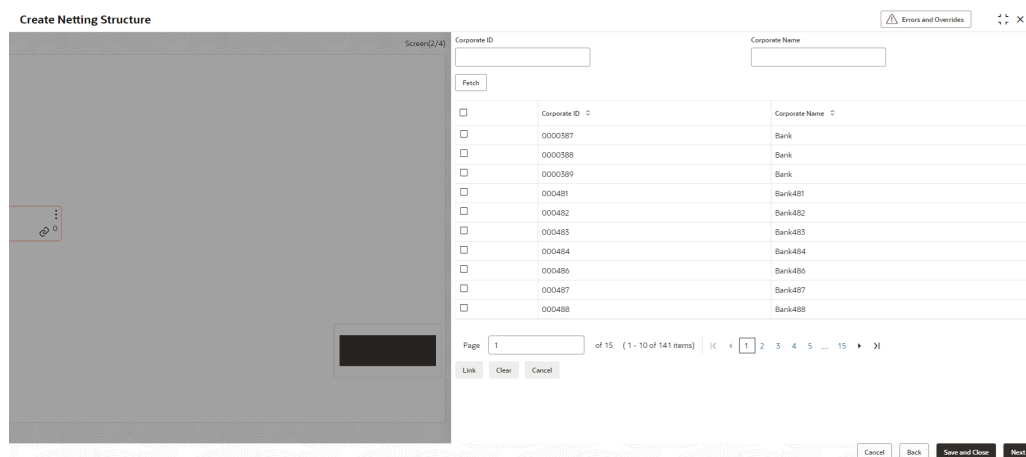 Create Netting Structure
Errors and Overrides
Screen(2/4)
Corporate ID Corporate Name
Fetch
Corporate ID Corporate Name
0000387 Bank
0000388 Bank
0000389 Bank
000481 Bank481
000482 Bank482
000483 Bank483
000484 Bank484
000486 Bank486
000487 Bank487
000488 Bank488
0
Page 1 of 15 (1 - 10 of 141 items) 1 2 3 4 5 .... 15
Link Clear Cancel
Cancel Back Save and Close Next